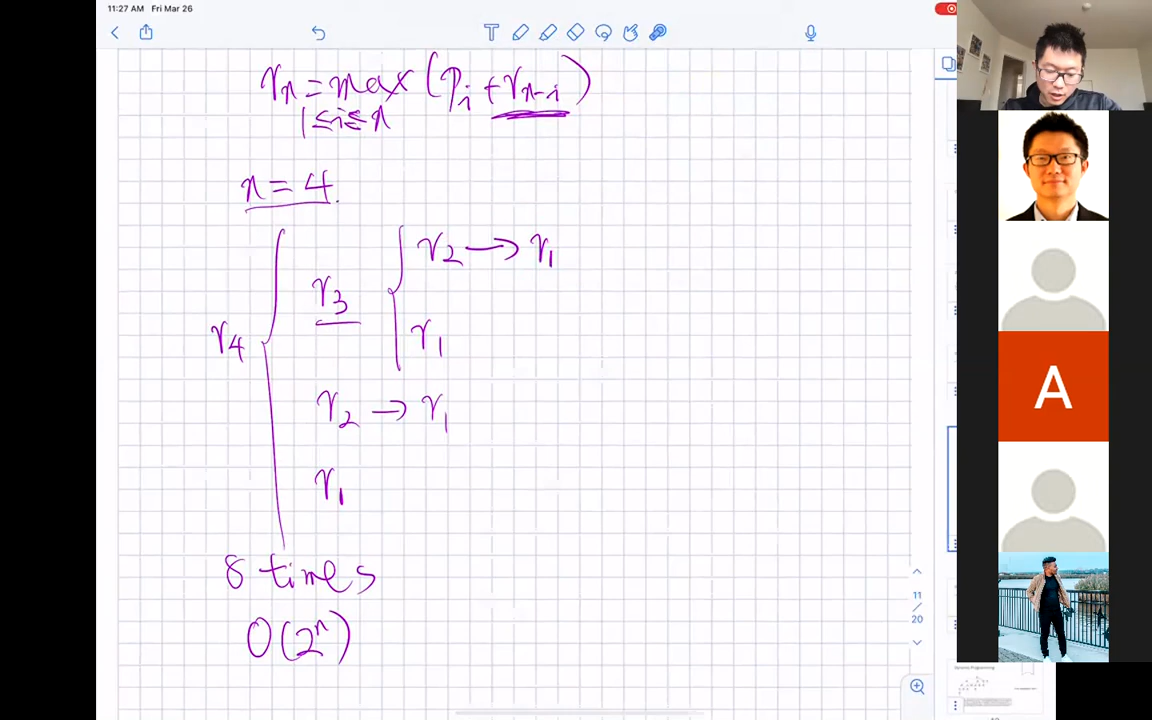 11:27 AM Fri Mar 26
T
r_n = max (p_i + r_{n-i})
1 ≤ i ≤ n
n = 4
r_4
r_3
r_2 → r_1
r_1
r_2 → r_1
r_1
8 times
O(2^n)
A
11
/
20